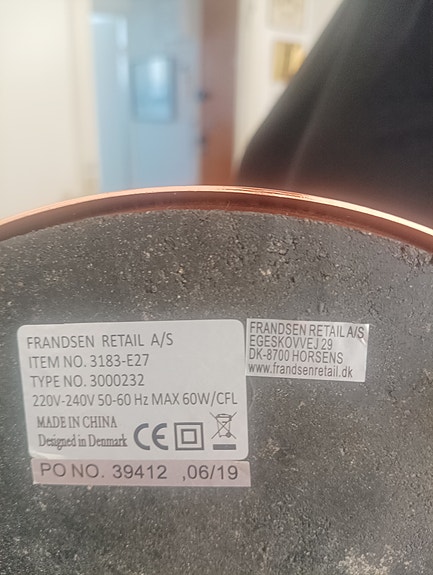 FRANDSEN RETAIL A/S
ITEM NO. 3183-E27
TYPE NO. 3000232
220V-240V 50-60 Hz MAX 60W/CFL
MADE IN CHINA
Designed in Denmark CE
PO NO. 39412 ,06/19
FRANDSEN RETAIL A/S
EGESKOVVEJ 29
DK-8700 HORSENS
www.frandsenretail.dk